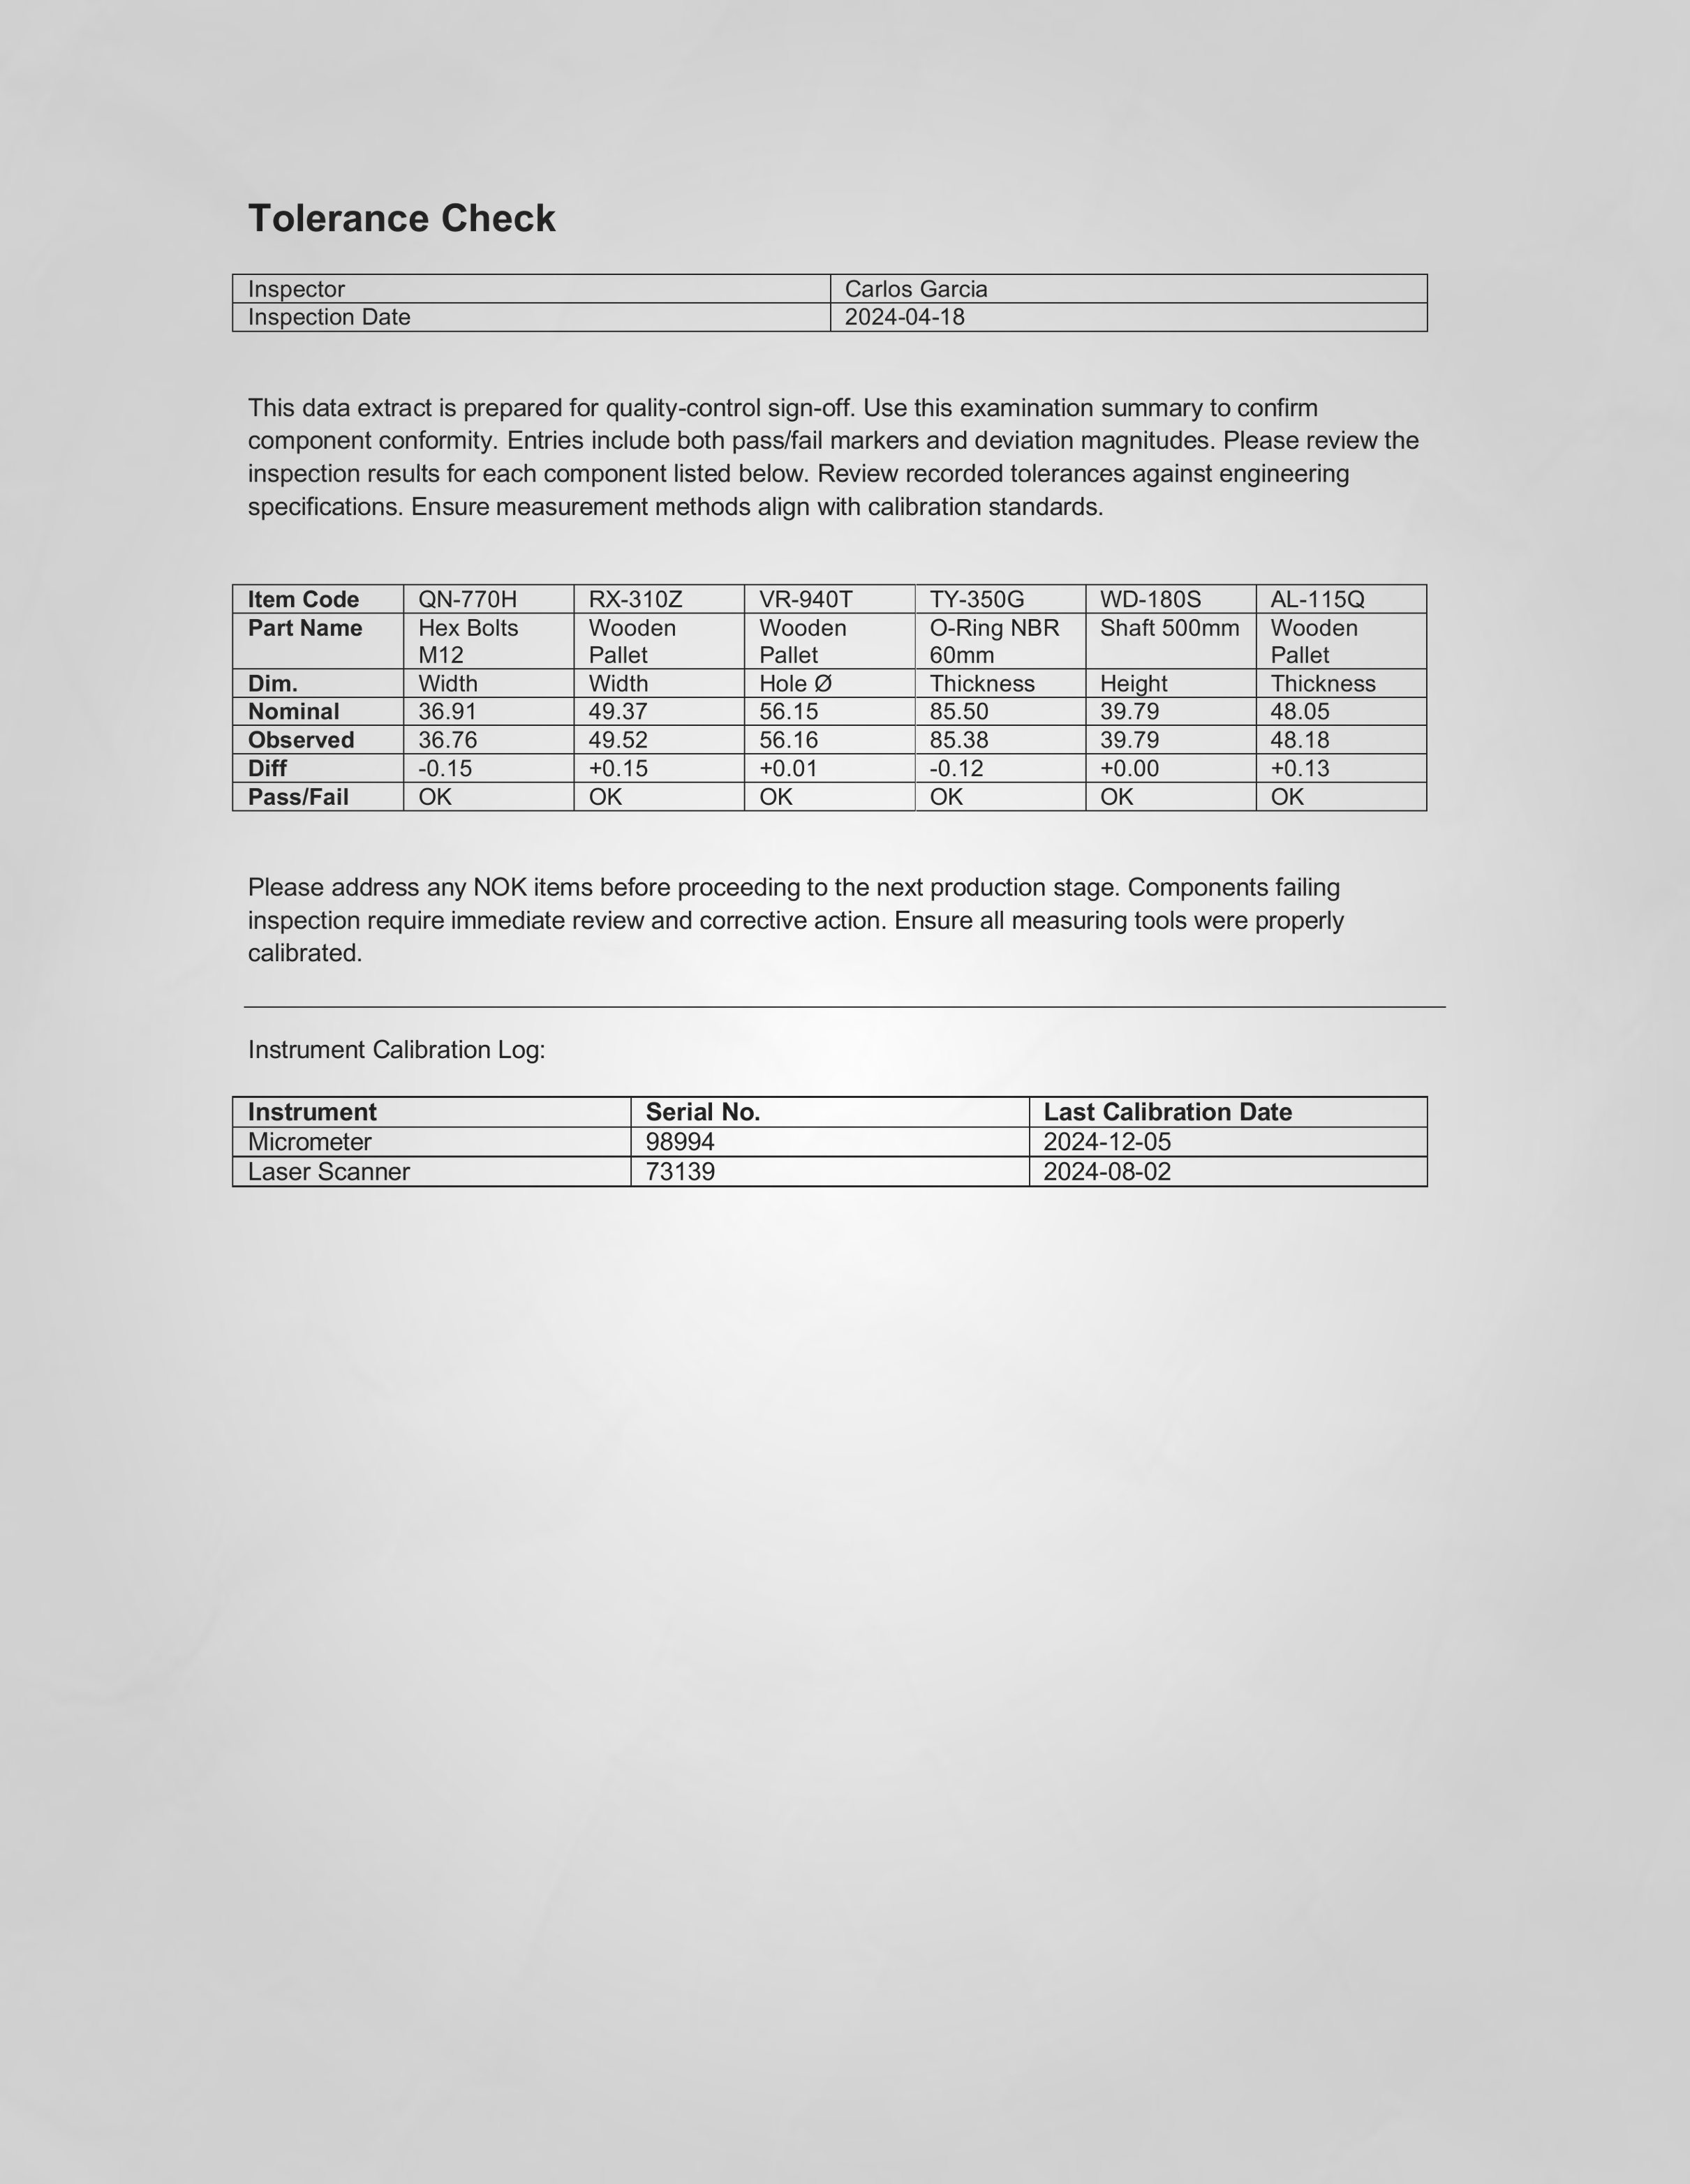 Tolerance Check
Inspector Carlos Garcia
Inspection Date 2024-04-18
This data extract is prepared for quality-control sign-off. Use this examination summary to confirm
component conformity. Entries include both pass/fail markers and deviation magnitudes. Please review the
inspection results for each component listed below. Review recorded tolerances against engineering
specifications. Ensure measurement methods align with calibration standards.
Item Code QN-770H RX-310Z VR-940T TY-350G WD-180S AL-115Q
Part Name Hex Bolts Wooden Wooden O-Ring NBR Shaft 500mm Wooden
M12 Pallet Pallet 60mm Pallet
Dim. Width Width Hole Ø Thickness Height Thickness
Nominal 36.91 49.37 56.15 85.50 39.79 48.05
Observed 36.76 49.52 56.16 85.38 39.79 48.18
Diff -0.15 +0.15 +0.01 -0.12 +0.00 +0.13
Pass/Fail OK OK OK OK OK OK
Please address any NOK items before proceeding to the next production stage. Components failing
inspection require immediate review and corrective action. Ensure all measuring tools were properly
calibrated.
Instrument Calibration Log:
Instrument Serial No. Last Calibration Date
Micrometer 98994 2024-12-05
Laser Scanner 73139 2024-08-02